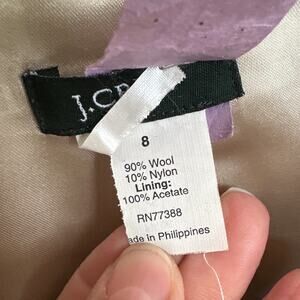 J.CR
8
90% Wool
10% Nylon
Lining:
100% Acetate
RN77388
ade in Philippines